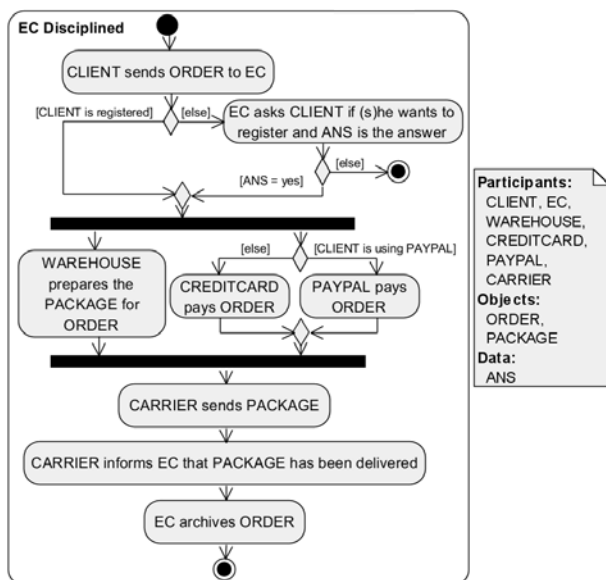 EC Disciplined
CLIENT sends ORDER to EC
[CLIENT is registered]
[else]
EC asks CLIENT if (s)he wants to
register and ANS is the answer
[else]
[ANS = yes]
[else]
[CLIENT is using PAYPAL]
WAREHOUSE
prepares the
PACKAGE for
ORDER
CREDITCARD
pays ORDER
PAYPAL pays
ORDER
CARRIER sends PACKAGE
CARRIER informs EC that PACKAGE has been delivered
EC archives ORDER
Participants:
CLIENT, EC,
WAREHOUSE,
CREDITCARD,
PAYPAL,
CARRIER
Objects:
ORDER,
PACKAGE
Data:
ANS